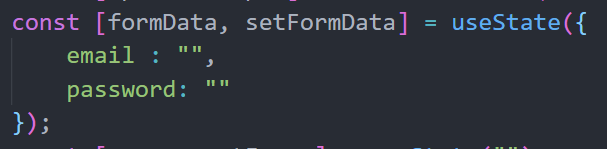 const [formData, setFormData] = useState({
    email : "",
    password: ""
});